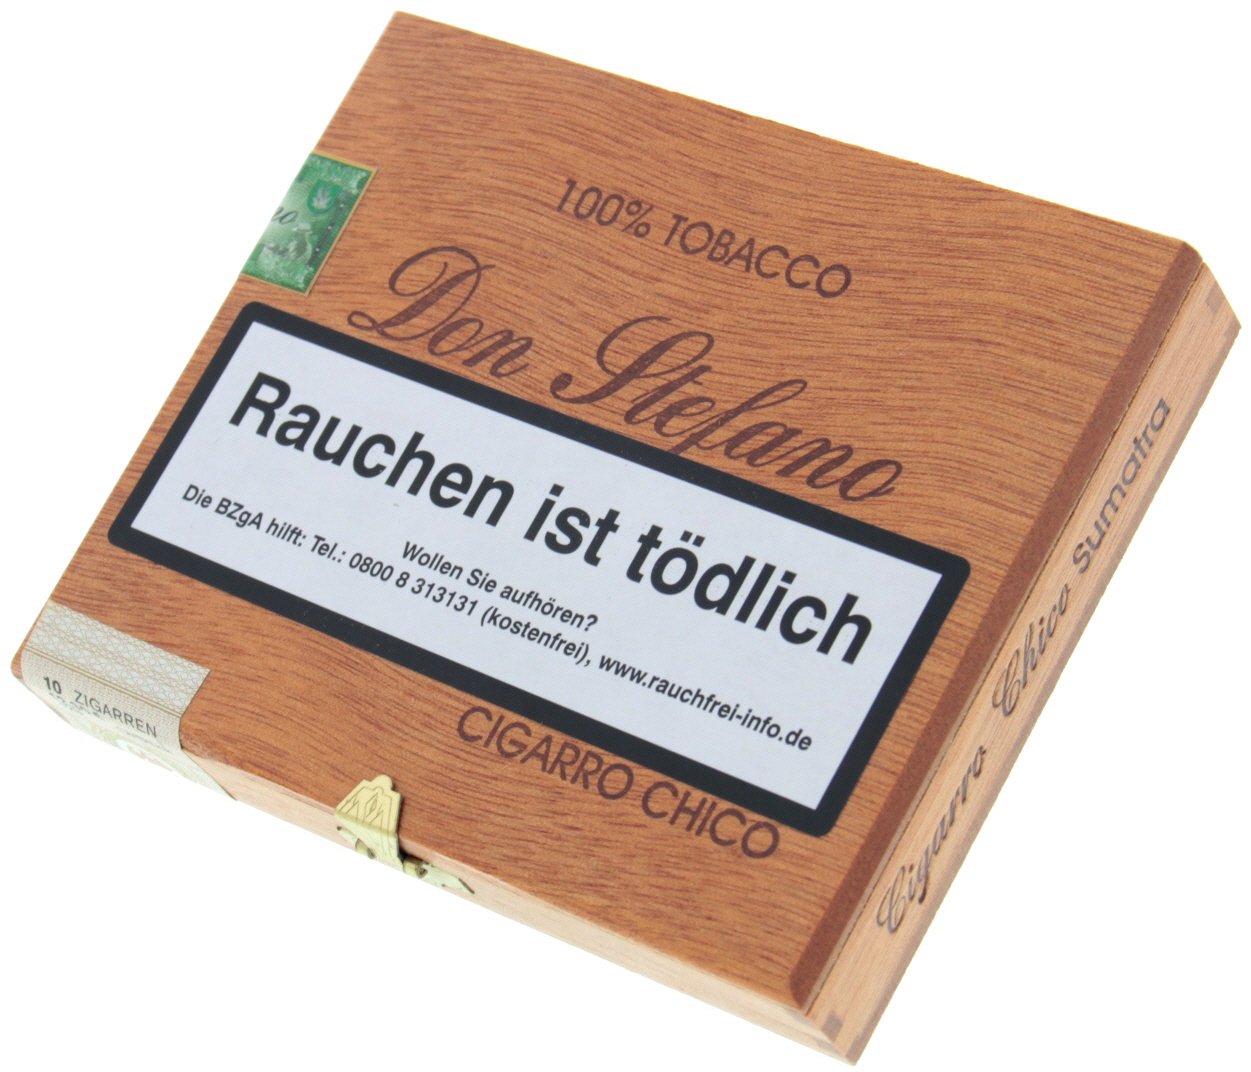 100% TOBACCO
Don Stefano
Rauchen ist tödlich
Wollen Sie aufhören?
Die BZgA hilft: Tel.: 0800 8 313131 (kostenfrei), www.rauchfrei-info.de
CIGARRO CHICO
10 ZIGARREN
Cigarro Chico Sumatra